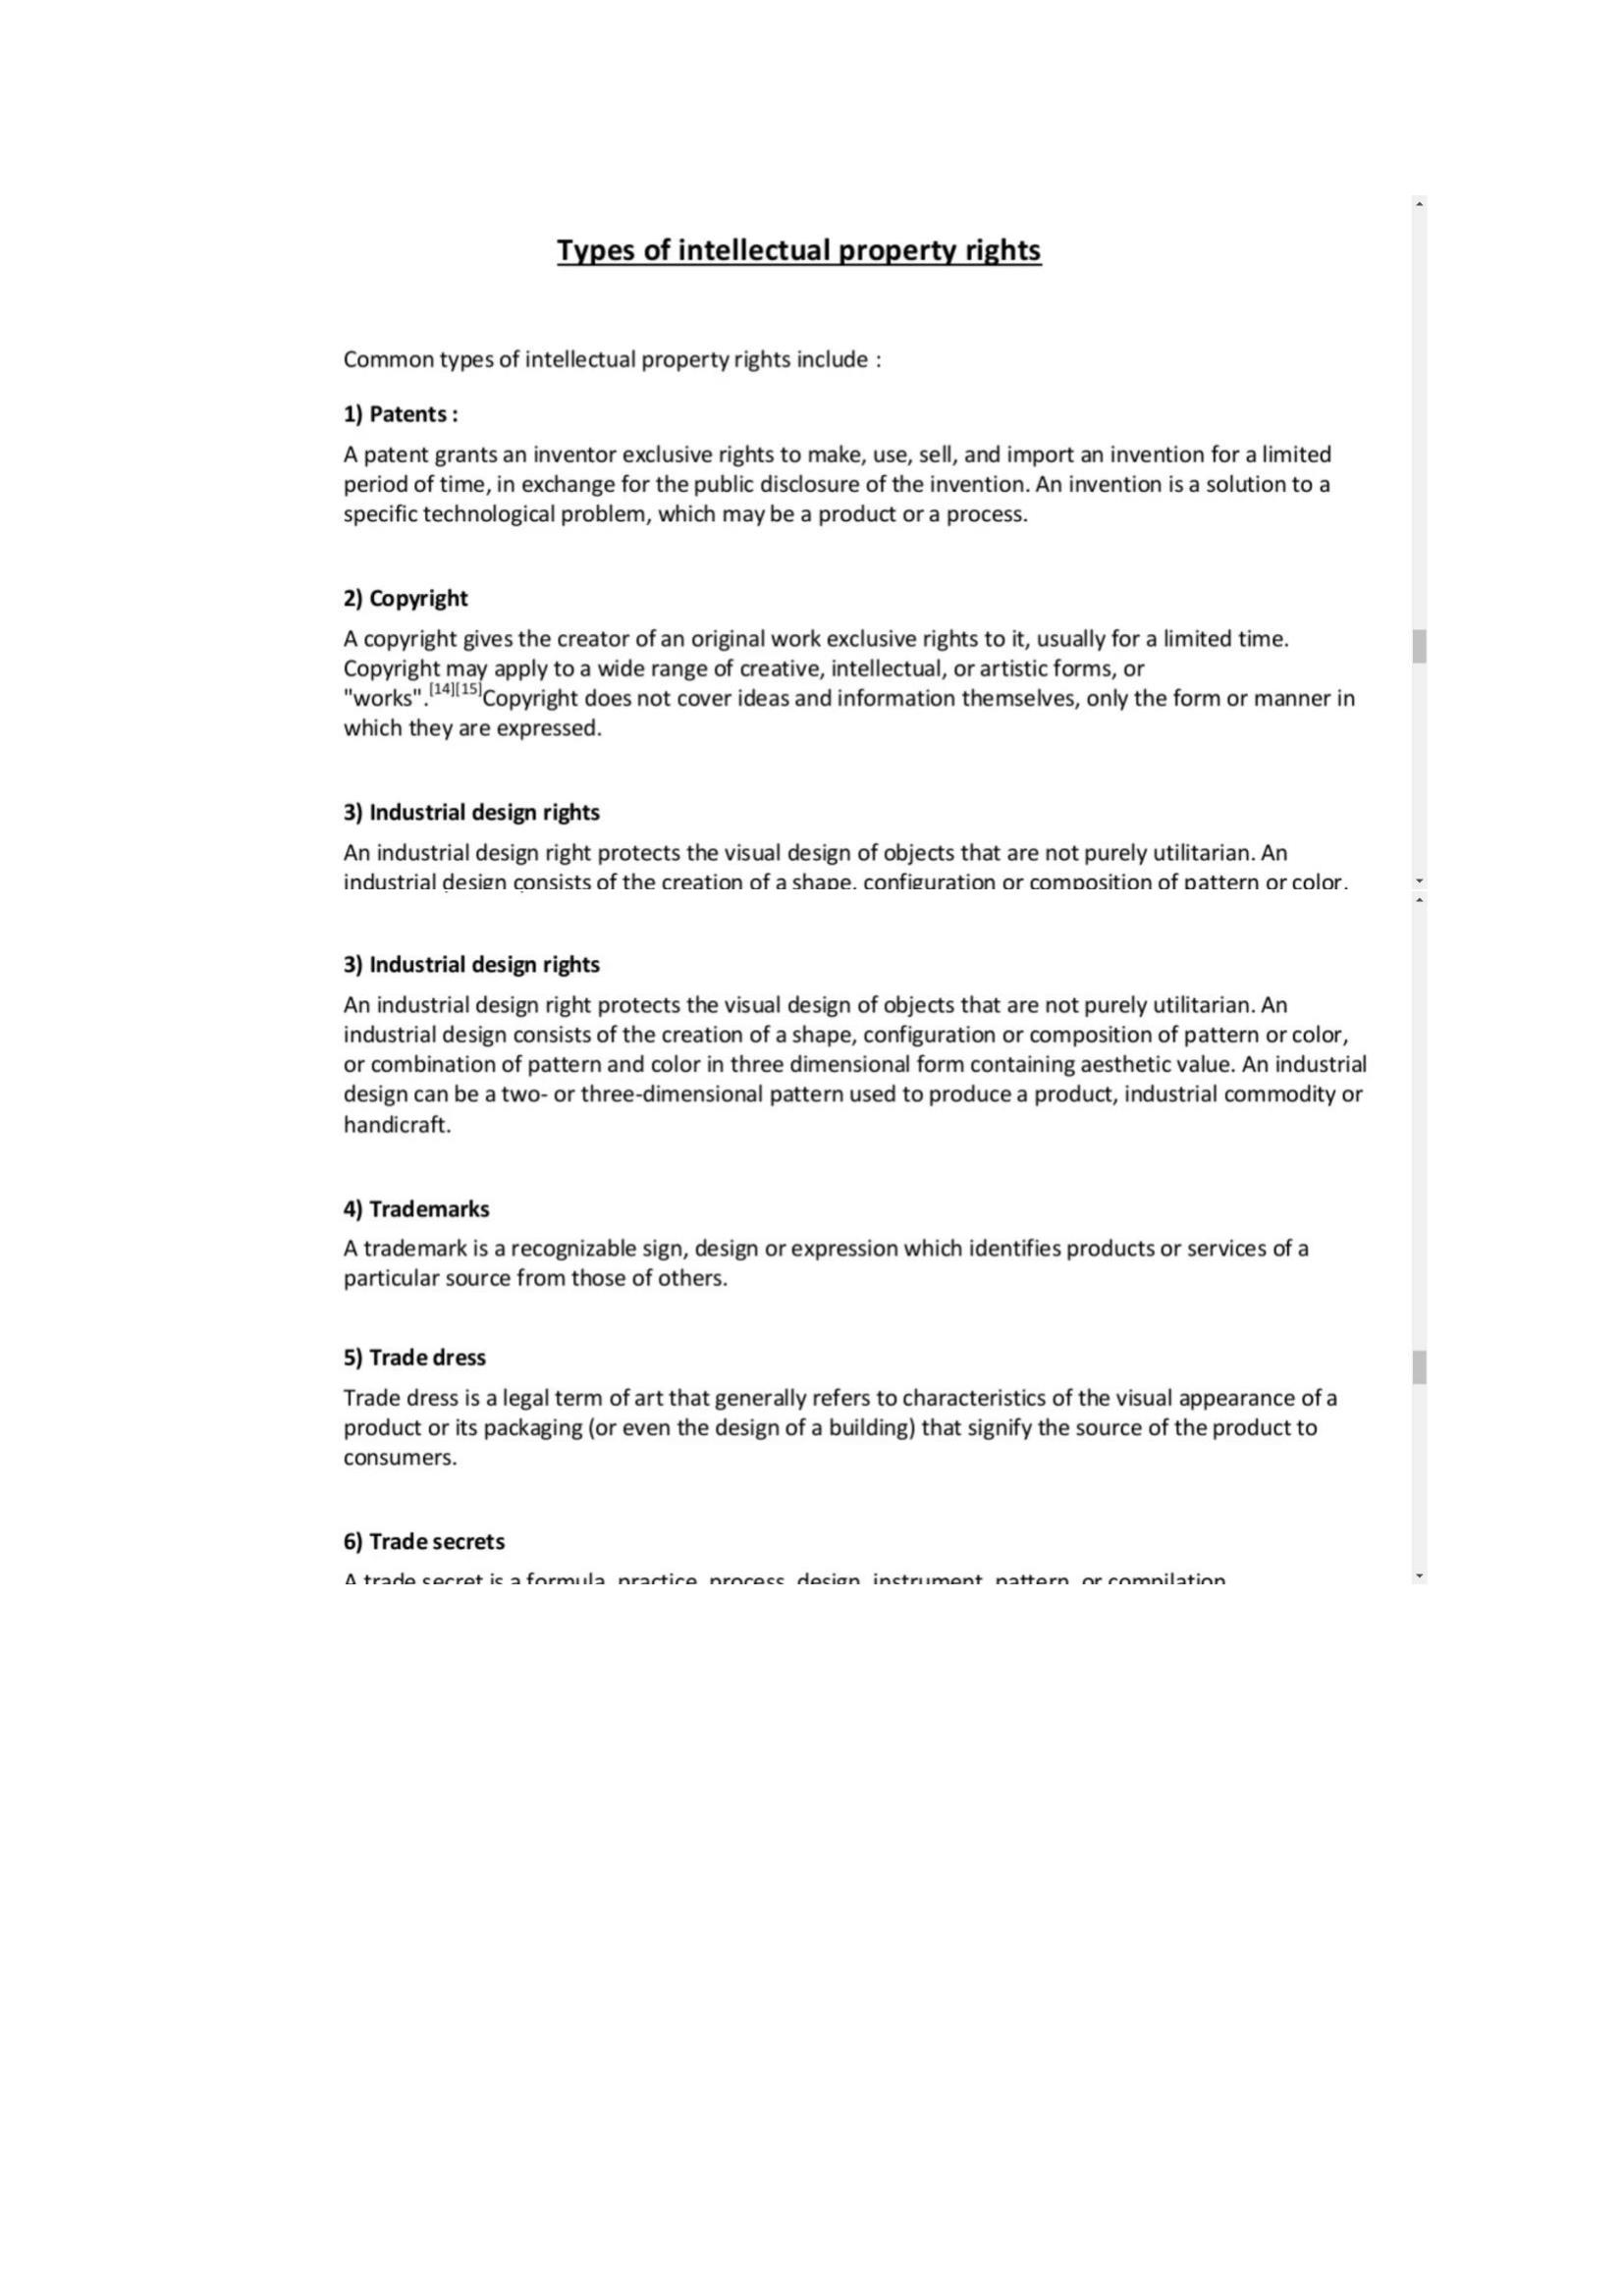 Types of intellectual property rights
Common types of intellectual property rights include :
1) Patents :
A patent grants an inventor exclusive rights to make, use, sell, and import an invention for a limited
period of time, in exchange for the public disclosure of the invention. An invention is a solution to a
specific technological problem, which may be a product or a process.
2) Copyright
A copyright gives the creator of an original work exclusive rights to it, usually for a limited time.
Copyright may apply to a wide range of creative, intellectual, or artistic forms, or
"works".[14][15]Copyright does not cover ideas and information themselves, only the form or manner in
which they are expressed.
3) Industrial design rights
An industrial design right protects the visual design of objects that are not purely utilitarian. An
industrial design consists of the creation of a shape, configuration or composition of pattern or color,
3) Industrial design rights
An industrial design right protects the visual design of objects that are not purely utilitarian. An
industrial design consists of the creation of a shape, configuration or composition of pattern or color,
or combination of pattern and color in three dimensional form containing aesthetic value. An industrial
design can be a two- or three-dimensional pattern used to produce a product, industrial commodity or
handicraft.
4) Trademarks
A trademark is a recognizable sign, design or expression which identifies products or services of a
particular source from those of others.
5) Trade dress
Trade dress is a legal term of art that generally refers to characteristics of the visual appearance of a
product or its packaging (or even the design of a building) that signify the source of the product to
consumers.
6) Trade secrets
A trade secret is a formula, practice, process, design, instrument, pattern, or compilation